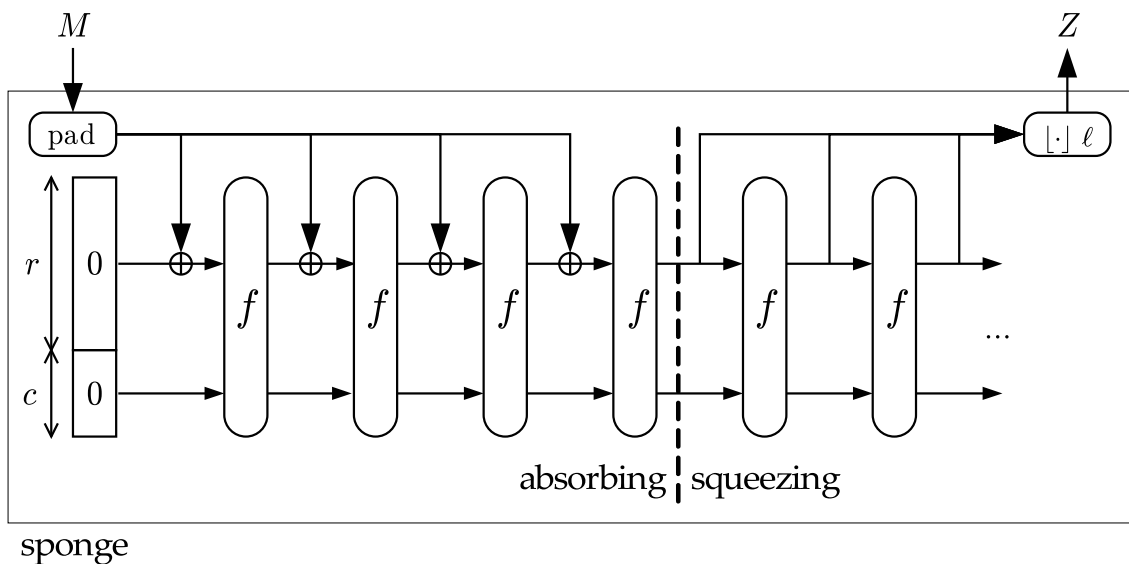 M Z
pad ⌊·⌋ ℓ
r 0
f f f f f f
...
c 0
absorbing squeezing
sponge